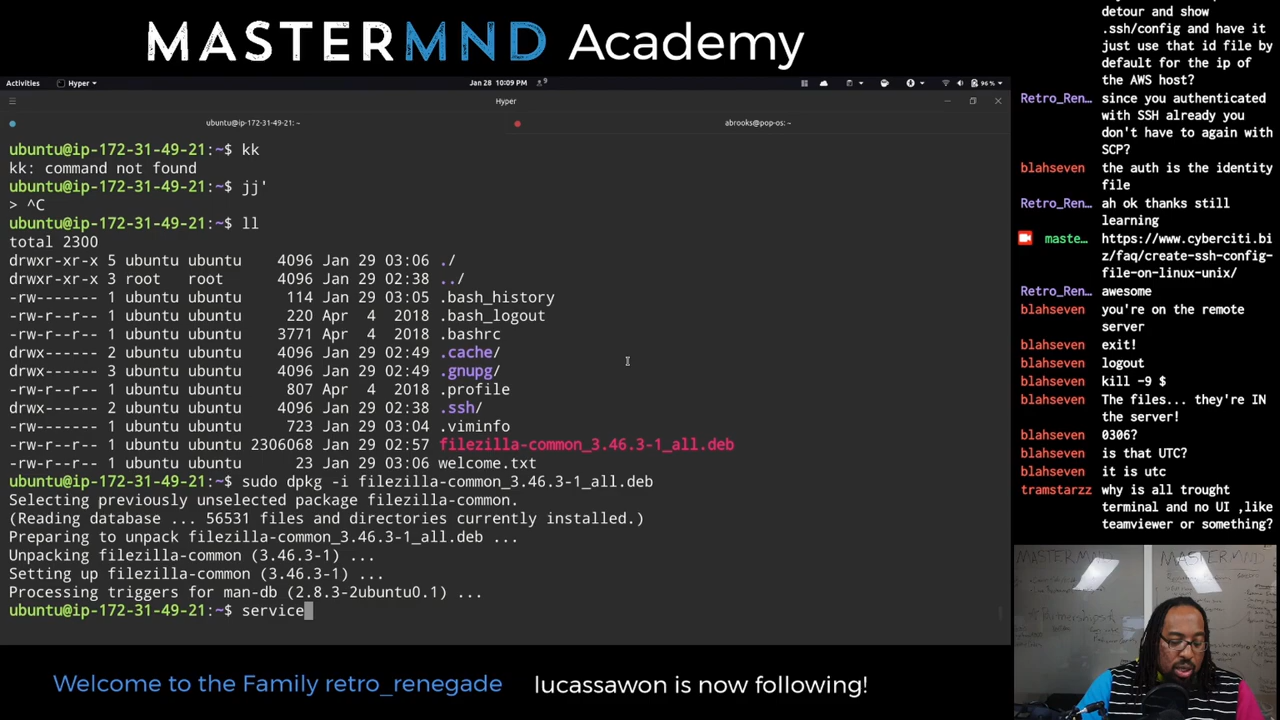 MASTERMND Academy
Activities
Hyper
Jan 28 10:09 PM
9
96 %
Hyper
ubuntu@ip-172-31-49-21: ~
abrooks@pop-os: ~
ubuntu@ip-172-31-49-21:~$ kk
kk: command not found
ubuntu@ip-172-31-49-21:~$ jj'
> ^C
ubuntu@ip-172-31-49-21:~$ ll
total 2300
drwxr-xr-x 5 ubuntu ubuntu 4096 Jan 29 03:06 ./
drwxr-xr-x 3 root root 4096 Jan 29 02:38 ../
-rw------- 1 ubuntu ubuntu 114 Jan 29 03:05 .bash_history
-rw-r--r-- 1 ubuntu ubuntu 220 Apr 4 2018 .bash_logout
-rw-r--r-- 1 ubuntu ubuntu 3771 Apr 4 2018 .bashrc
drwx------ 2 ubuntu ubuntu 4096 Jan 29 02:49 .cache/
drwx------ 3 ubuntu ubuntu 4096 Jan 29 02:49 .gnupg/
-rw-r--r-- 1 ubuntu ubuntu 807 Apr 4 2018 .profile
drwx------ 2 ubuntu ubuntu 4096 Jan 29 02:38 .ssh/
-rw------- 1 ubuntu ubuntu 723 Jan 29 03:04 .viminfo
-rw-r--r-- 1 ubuntu ubuntu 2306068 Jan 29 02:57 filezilla-common_3.46.3-1_all.deb
-rw-r--r-- 1 ubuntu ubuntu 23 Jan 29 03:06 welcome.txt
ubuntu@ip-172-31-49-21:~$ sudo dpkg -i filezilla-common_3.46.3-1_all.deb
Selecting previously unselected package filezilla-common.
(Reading database ... 56531 files and directories currently installed.)
Preparing to unpack filezilla-common_3.46.3-1_all.deb ...
Unpacking filezilla-common (3.46.3-1) ...
Setting up filezilla-common (3.46.3-1) ...
Processing triggers for man-db (2.8.3-2ubuntu0.1) ...
ubuntu@ip-172-31-49-21:~$ service
detour and show
.ssh/config and have it
just use that id file by
default for the ip of
the AWS host?
Retro_Ren… since you authenticated
with SSH already you
don't have to again with
SCP?
blahseven the auth is the identity
file
Retro_Ren… ah ok thanks still
learning
maste… https://www.cyberciti.bi
z/faq/create-ssh-config-
file-on-linux-unix/
Retro_Ren… awesome
blahseven you're on the remote
server
blahseven exit!
blahseven logout
blahseven kill -9 $
blahseven The files... they're IN
the server!
blahseven 0306?
blahseven is that UTC?
blahseven it is utc
tramstarzz why is all trought
terminal and no UI ,like
teamviewer or something?
MASTERMND
MASTERMND
Welcome to the Family retro_renegade
lucassawon is now following!